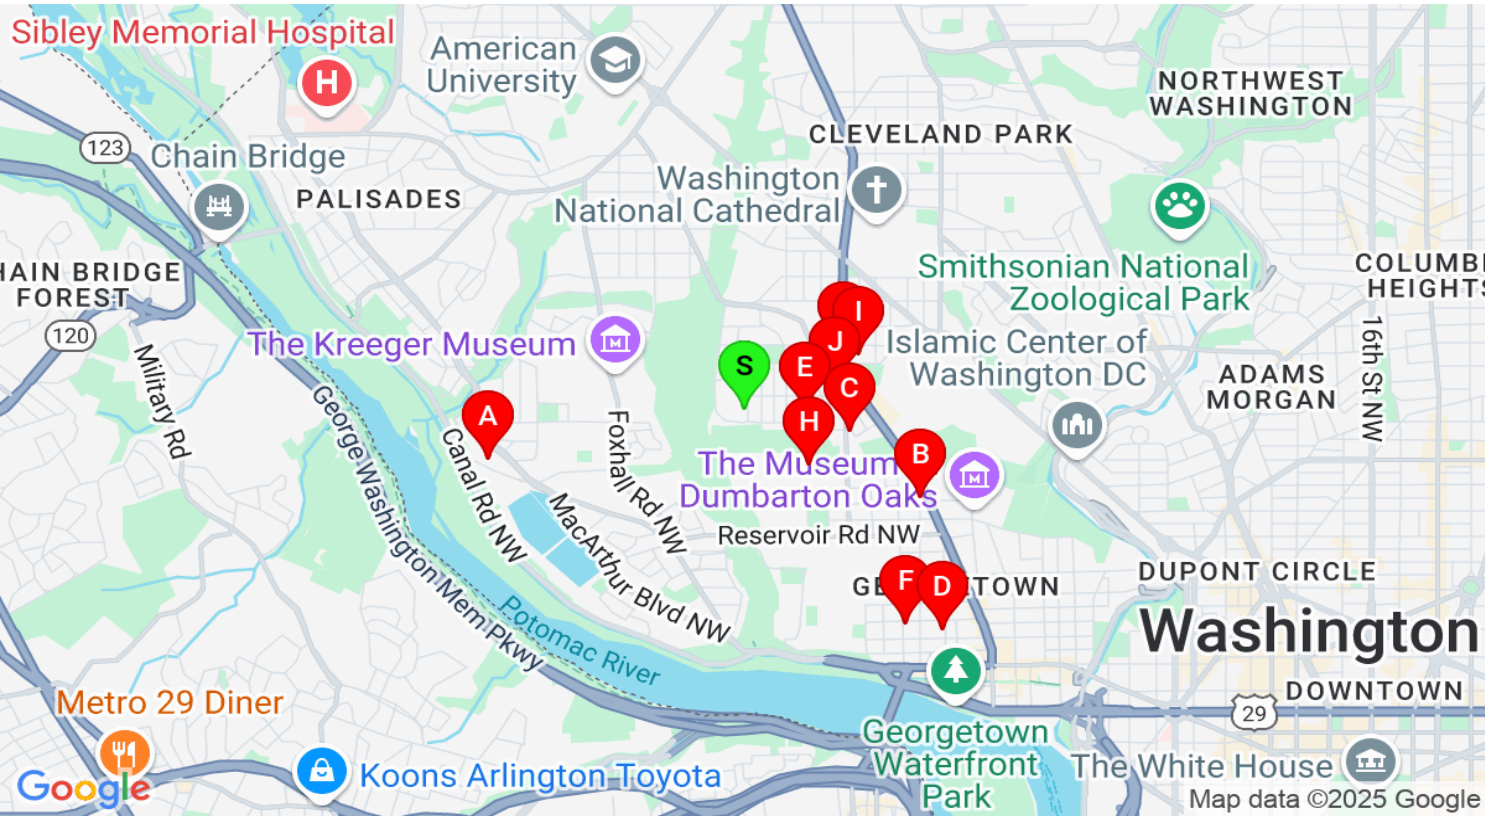 Sibley Memorial Hospital
H
American
University
NORTHWEST
WASHINGTON
CLEVELAND PARK
123
Chain Bridge
Washington
National Cathedral
PALISADES
Smithsonian National
Zoological Park
HAIN BRIDGE
FOREST
COLUMBI
HEIGHTS
120
The Kreeger Museum
M
I
J
Islamic Center of
Washington DC
16th St NW
Military Rd
S
E
C
ADAMS
MORGAN
George Washington Mem Pkwy
A
H
Canal Rd NW
Foxhall Rd NW
B
The Museum
Dumbarton Oaks
M
MacArthur Blvd NW
Reservoir Rd NW
F
D
GE
TOWN
DUPONT CIRCLE
Potomac River
Washington
DOWNTOWN
29
Metro 29 Diner
Georgetown
Waterfront
Park
The White House
Koons Arlington Toyota
Google
Map data ©2025 Google